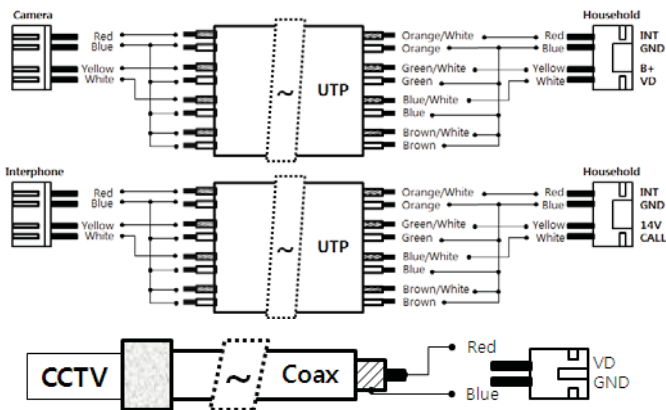 Camera Household
Red Orange/White Red INT
Blue Orange Blue GND
Yellow Green/White Yellow B+
White Green White VD
~ UTP Blue/White
Blue
Brown/White
Brown
Interphone Household
Red Orange/White Red INT
Blue Orange Blue GND
Yellow Green/White Yellow 14V
White Green White CALL
~ UTP Blue/White
Blue
Brown/White
Brown
Red
CCTV ~ Coax VD
GND
Blue